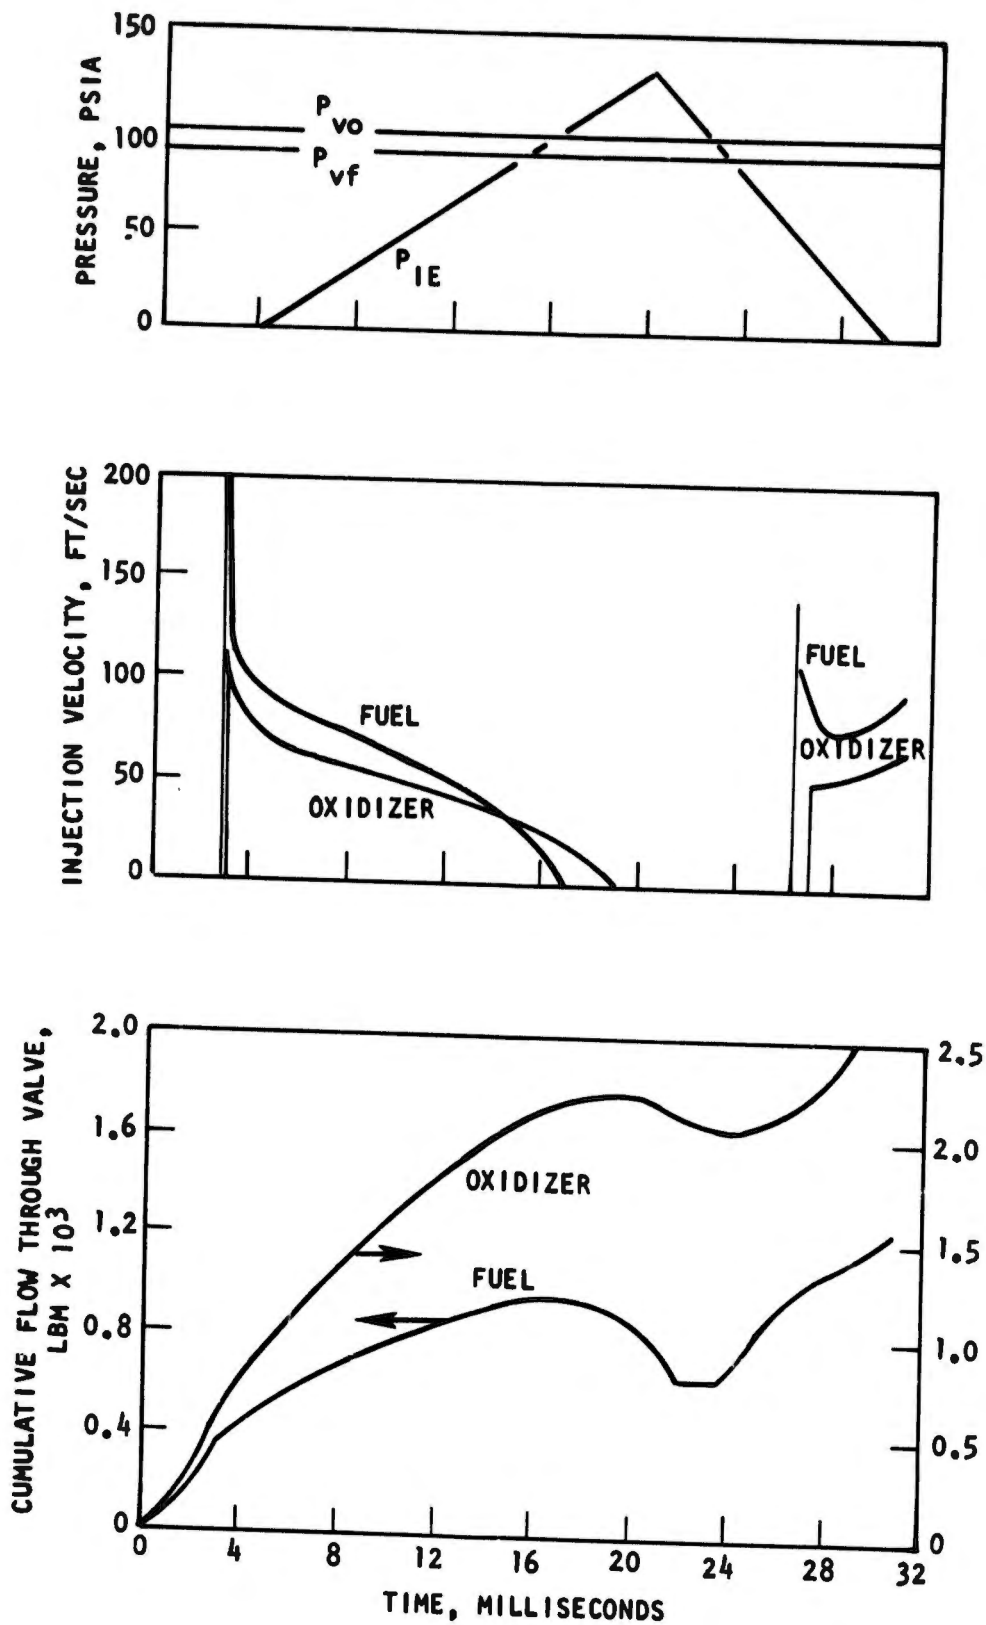 150
100
50
0
PRESSURE, PSIA
Pvo
Pvf
PIE
200
150
100
50
0
INJECTION VELOCITY, FT/SEC
FUEL
OXIDIZER
FUEL
OXIDIZER
2.0
1.6
1.2
0.8
0.4
0
CUMULATIVE FLOW THROUGH VALVE,
LBM X 10³
OXIDIZER
FUEL
2.5
2.0
1.5
1.0
0.5
0
0 4 8 12 16 20 24 28 32
TIME, MILLISECONDS